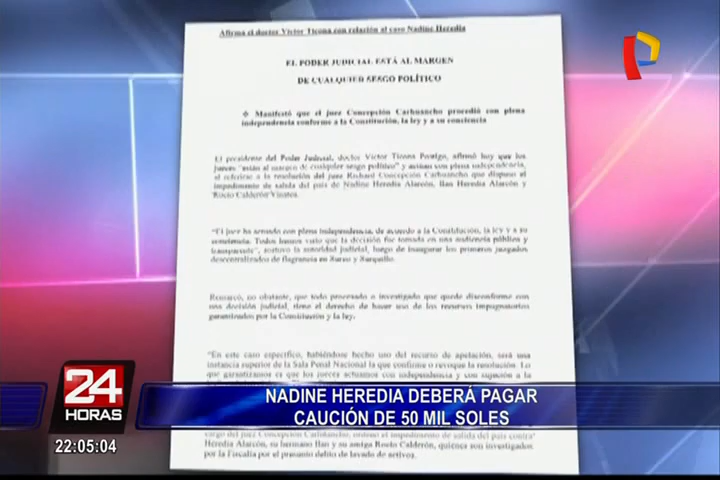 Afirma el doctor Víctor Ticona con relación al caso Nadine Heredia
EL PODER JUDICIAL ESTÁ AL MARGEN
DE CUALQUIER SESGO POLÍTICO
Manifestó que el juez Concepción Carhuancho procedió con plena
independencia conforme a la Constitución, la ley y a su conciencia
El presidente del Poder Judicial, doctor Víctor Ticona Postigo, afirmó hoy que los
jueces "están al margen de cualquier sesgo político" y actúan con plena independencia,
al referirse a la resolución del juez Richard Concepción Carhuancho que dispuso el
impedimento de salida del país de Nadine Heredia Alarcón, Ilan Heredia Alarcón y
Rocío Calderón Vinatea.
"El juez ha actuado con plena independencia, de acuerdo a la Constitución, la ley y a su
conciencia. Todos hemos visto que la decisión fue tomada en una audiencia pública y
transparente", sostuvo la autoridad judicial, luego de inaugurar los primeros juzgados
descentralizados de flagrancia en Surco y Surquillo.
Remarcó, no obstante, que todo procesado o investigado que quede disconforme con
una decisión judicial, tiene el derecho de hacer uso de los recursos impugnatorios
garantizados por la Constitución y la ley.
"En este caso específico, habiéndose hecho uso del recurso de apelación, será una
instancia superior de la Sala Penal Nacional la que confirme o revoque la resolución. Lo
que garantizamos es que los jueces actuamos con independencia y con sujeción a la
24
HORAS
22:05:04
NADINE HEREDIA DEBERÁ PAGAR
CAUCIÓN DE 50 MIL SOLES
cargo del juez Concepción Carhuancho, ordenó el impedimento de salida del país contra
Heredia Alarcón, su hermano Ilan y su amiga Rocío Calderón, quienes son investigados
por la Fiscalía por el presunto delito de lavado de activos.